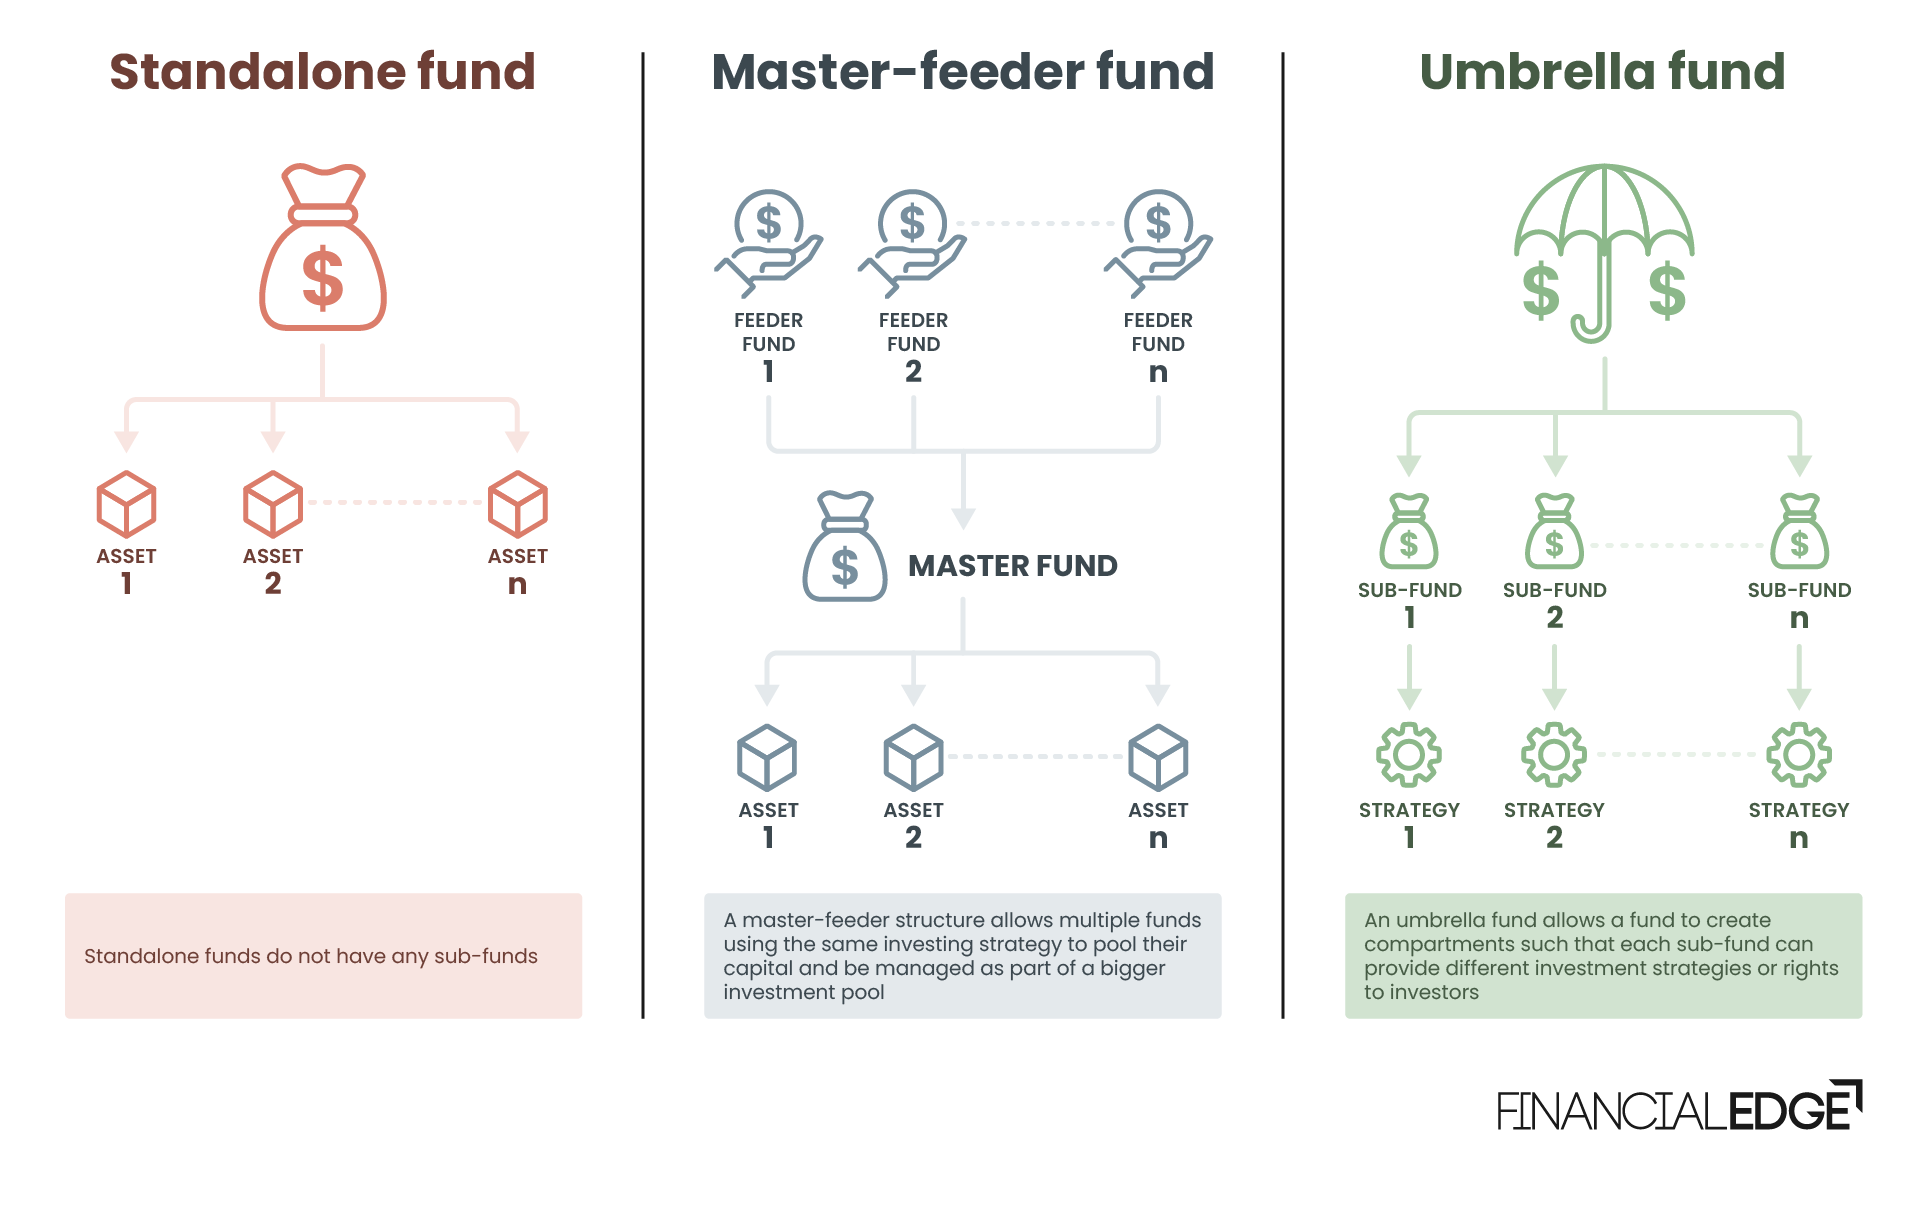 Standalone fund
$
ASSET
1
ASSET
2
ASSET
n
Standalone funds do not have any sub-funds
Master-feeder fund
$
$
$
FEEDER
FUND
1
FEEDER
FUND
2
FEEDER
FUND
n
$
MASTER FUND
ASSET
1
ASSET
2
ASSET
n
A master-feeder structure allows multiple funds
using the same investing strategy to pool their
capital and be managed as part of a bigger
investment pool
Umbrella fund
$ $
$
$
$
SUB-FUND
1
SUB-FUND
2
SUB-FUND
n
STRATEGY
1
STRATEGY
2
STRATEGY
n
An umbrella fund allows a fund to create
compartments such that each sub-fund can
provide different investment strategies or rights
to investors
FINANCIALEDGE